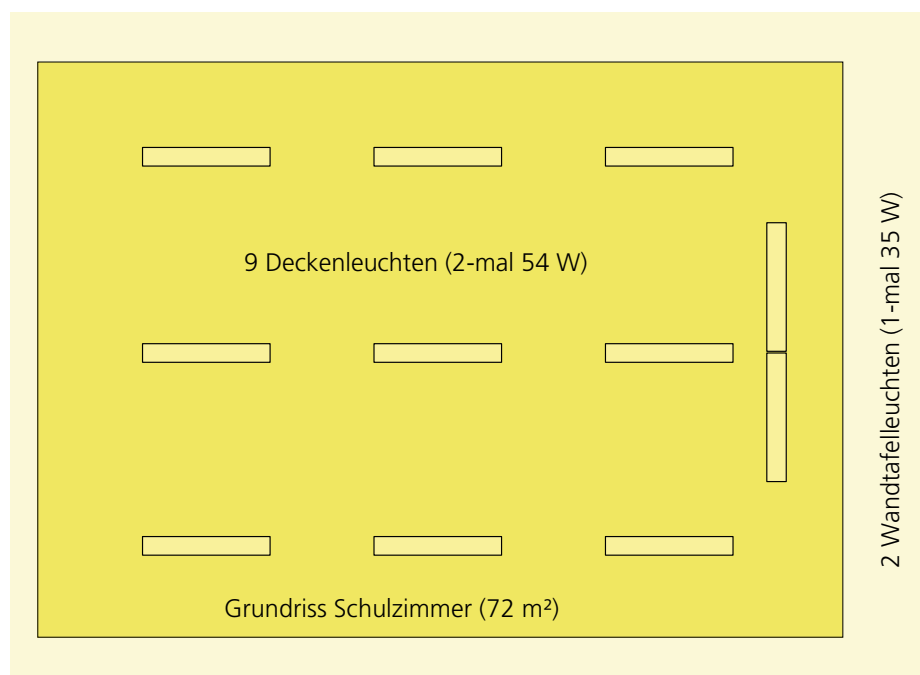 9 Deckenleuchten (2-mal 54 W)
2 Wandtafelleuchten (1-mal 35 W)
Grundriss Schulzimmer (72 m²)